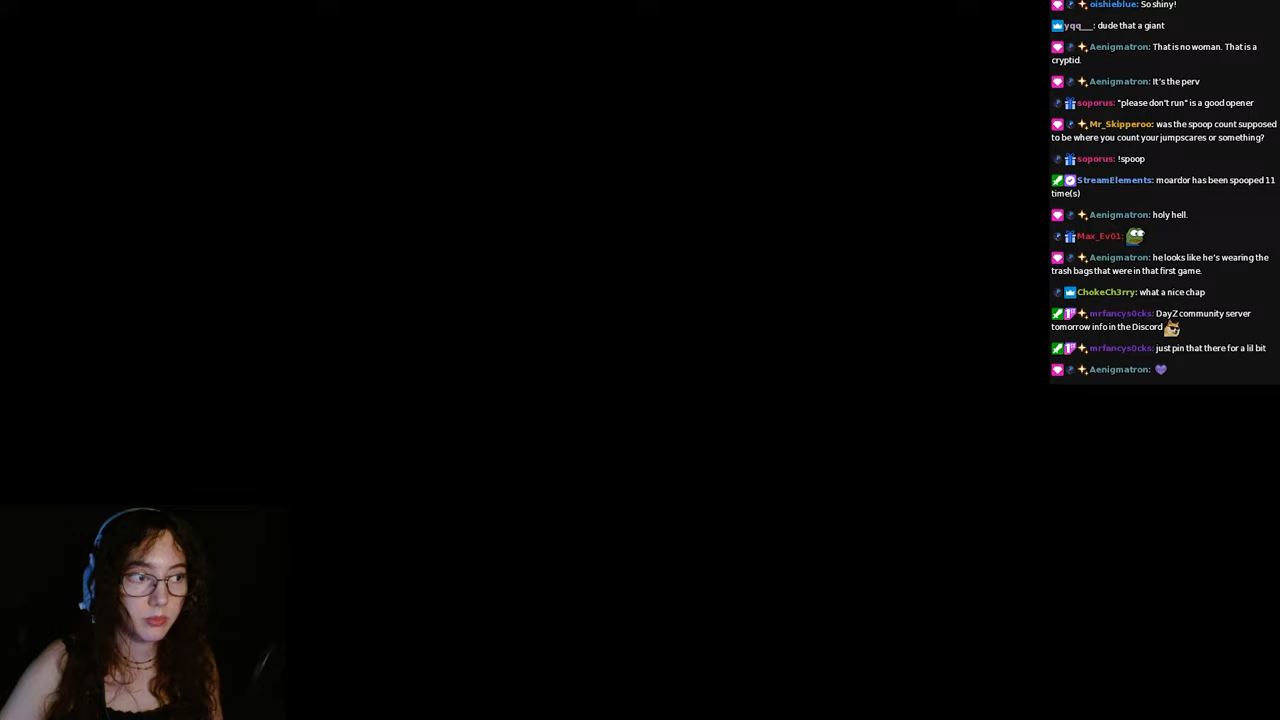 oishieblue: So shiny!
yqq___: dude that a giant
Aenigmatron: That is no woman. That is a
cryptid.
Aenigmatron: It's the perv
soporus: "please don't run" is a good opener
Mr_Skipperoo: was the spoop count supposed
to be where you count your jumpscares or something?
soporus: !spoop
StreamElements: moardor has been spooped 11
time(s)
Aenigmatron: holy hell.
Max_Ev01:
Aenigmatron: he looks like he's wearing the
trash bags that were in that first game.
ChokeCh3rry: what a nice chap
mrfancys0cks: DayZ community server
tomorrow info in the Discord
mrfancys0cks: just pin that there for a lil bit
Aenigmatron: